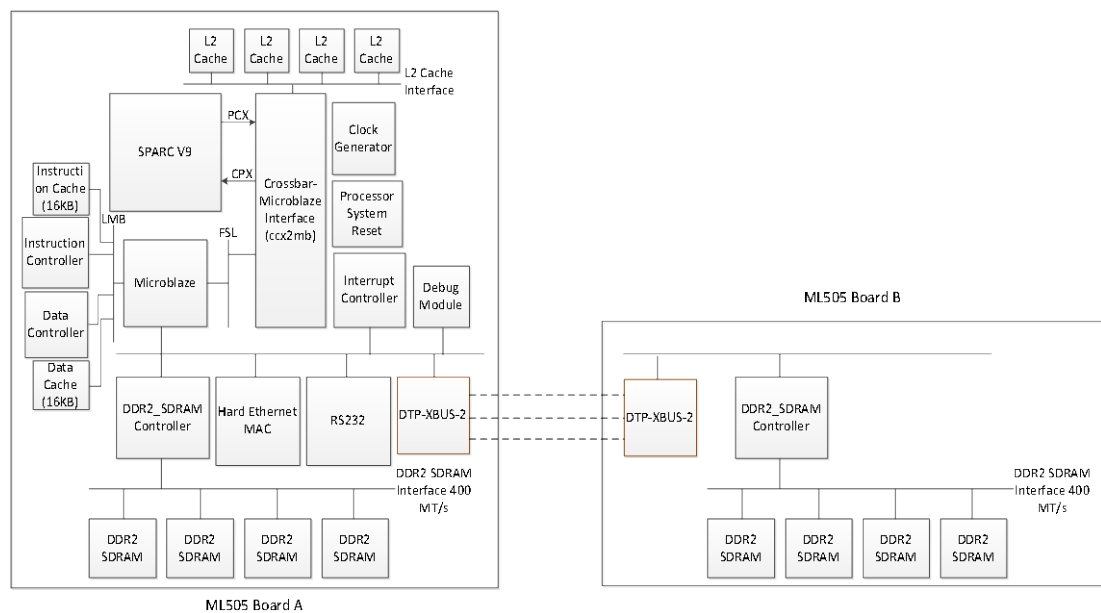 L2
Cache
L2
Cache
L2
Cache
L2
Cache
L2 Cache
Interface
SPARC V9
PCX
CPX
Crossbar-
Microblaze
Interface
(ccx2mb)
Clock
Generator
Processor
System
Reset
Instructi
on Cache
(16kB)
LMB
Instruction
Controller
Microblaze
FSL
Interrupt
Controller
Debug
Module
Data
Controller
Data
Cache
(16kB)
DDR2_SDRAM
Controller
Hard Ethernet
MAC
RS232
DTP-XBUS-2
DDR2 SDRAM
Interface 400
MT/s
DDR2
SDRAM
DDR2
SDRAM
DDR2
SDRAM
DDR2
SDRAM
ML505 Board A
ML505 Board B
DTP-XBUS-2
DDR2_SDRAM
Controller
DDR2 SDRAM
Interface 400
MT/s
DDR2
SDRAM
DDR2
SDRAM
DDR2
SDRAM
DDR2
SDRAM